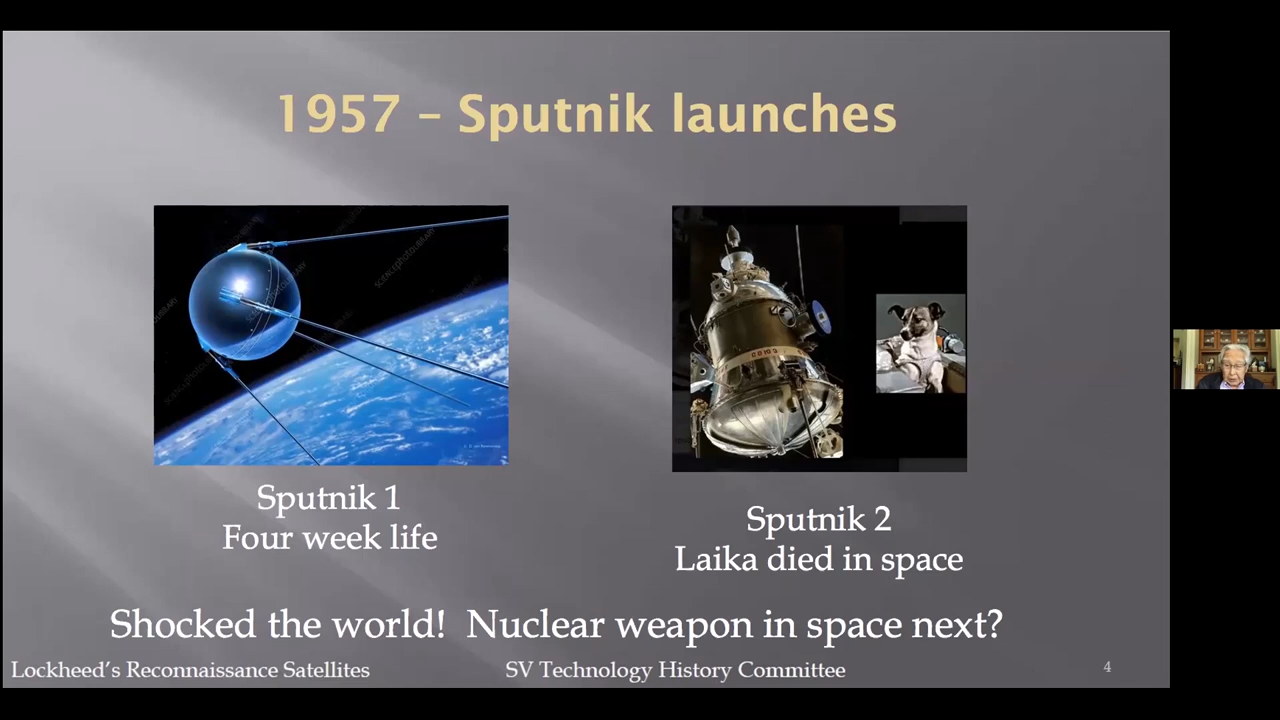 1957 – Sputnik launches
SCIENCEphotOLIBRARY
Sputnik 1
Four week life
Sputnik 2
Laika died in space
Shocked the world!  Nuclear weapon in space next?
Lockheed's Reconnaissance Satellites
SV Technology History Committee
4